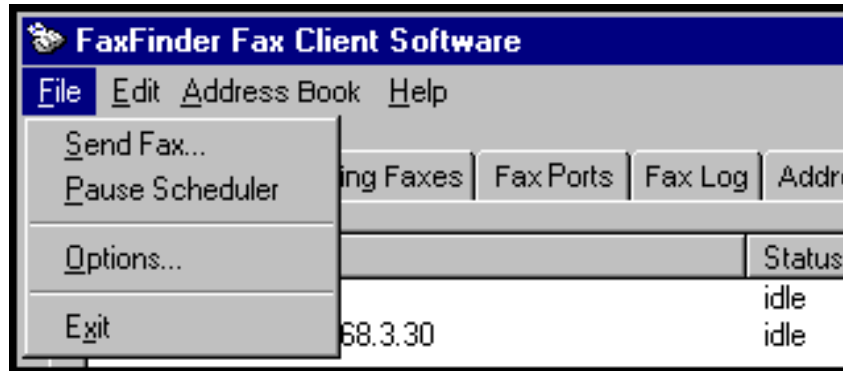 FaxFinder Fax Client Software
File Edit Address Book Help
Send Fax...
Pause Scheduler
Options...
Exit
ing Faxes Fax Ports Fax Log Addr
Status
idle
68.3.30 idle